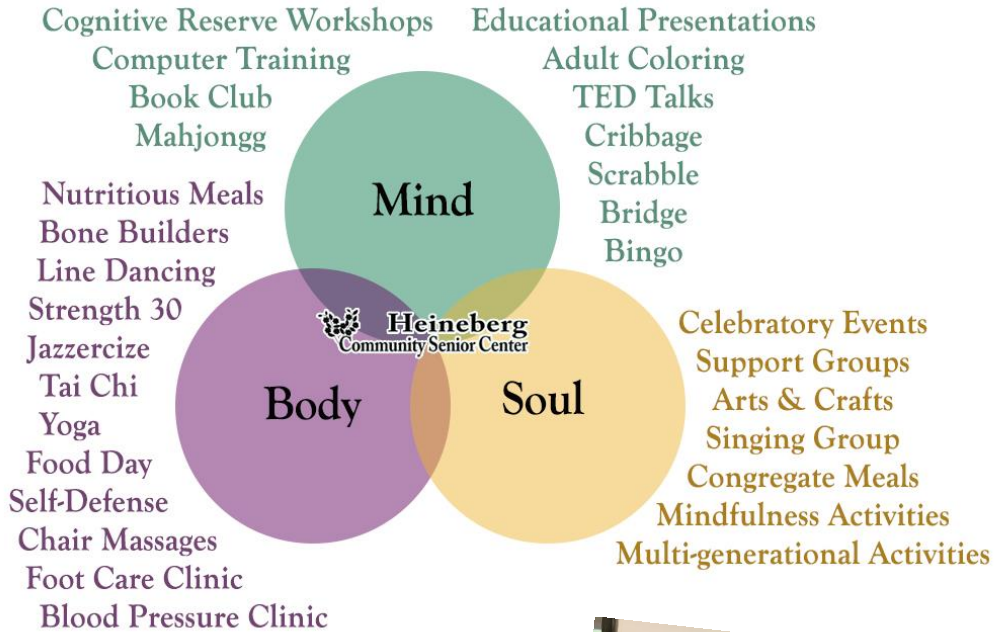 Cognitive Reserve Workshops
Computer Training
Book Club
Mahjongg
Educational Presentations
Adult Coloring
TED Talks
Cribbage
Scrabble
Bridge
Bingo
Mind
Nutritious Meals
Bone Builders
Line Dancing
Strength 30
Jazzercize
Tai Chi
Yoga
Food Day
Self-Defense
Chair Massages
Foot Care Clinic
Blood Pressure Clinic
Heineberg
Community Senior Center
Body
Soul
Celebratory Events
Support Groups
Arts & Crafts
Singing Group
Congregate Meals
Mindfulness Activities
Multi-generational Activities